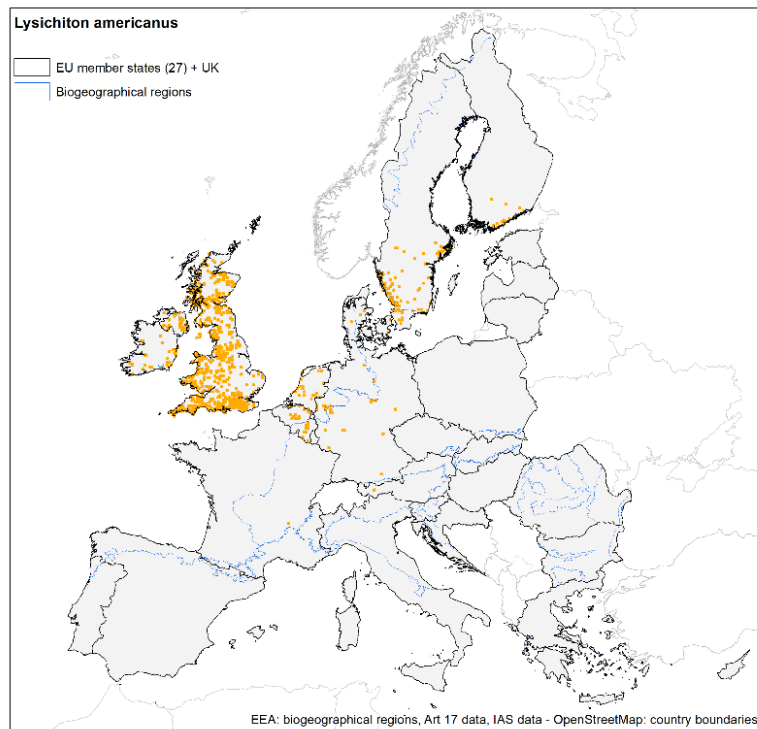 Lysichiton americanus
EU member states (27) + UK
Biogeographical regions
EEA: biogeographical regions, Art 17 data, IAS data - OpenStreetMap: country boundaries